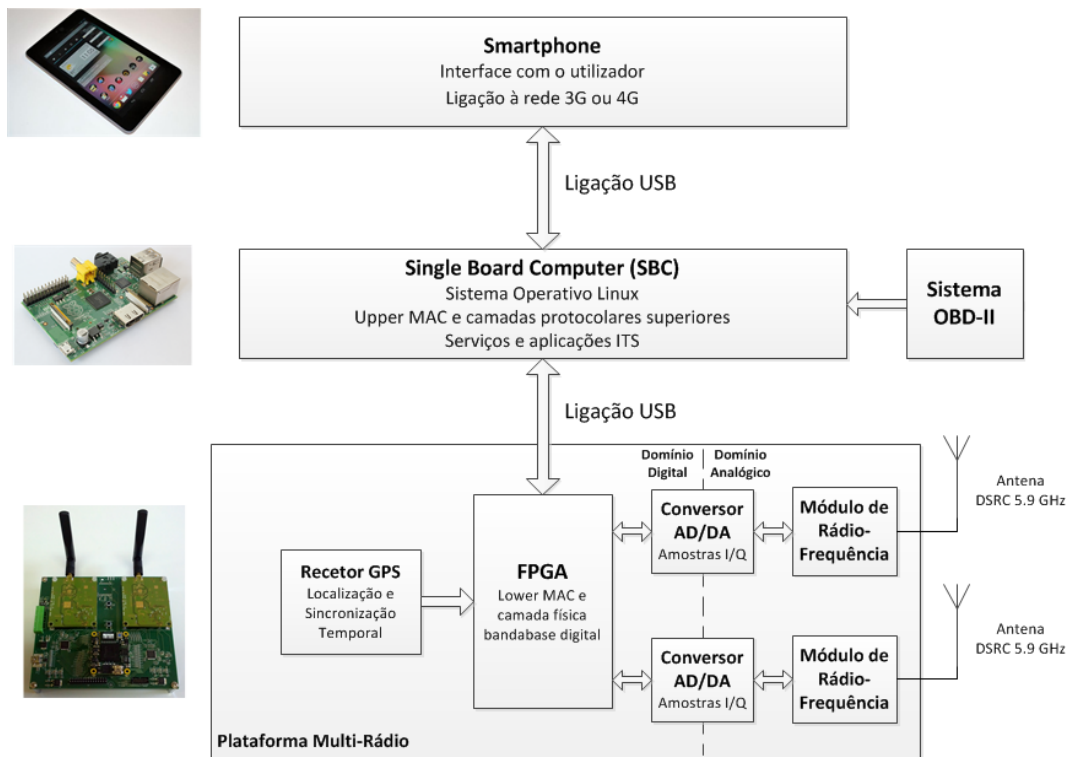 Smartphone
Interface com o utilizador
Ligação à rede 3G ou 4G
Ligação USB
Single Board Computer (SBC)
Sistema Operativo Linux
Upper MAC e camadas protocolares superiores
Serviços e aplicações ITS
Sistema
OBD-II
Ligação USB
Domínio
Digital
Domínio
Analógico
Antena
DSRC 5.9 GHz
Conversor
AD/DA
Amostras I/Q
Módulo de
Rádio-
Frequência
Recetor GPS
Localização e
Sincronização
Temporal
FPGA
Lower MAC e
camada física
bandabase digital
Conversor
AD/DA
Amostras I/Q
Módulo de
Rádio-
Frequência
Antena
DSRC 5.9 GHz
Plataforma Multi-Rádio